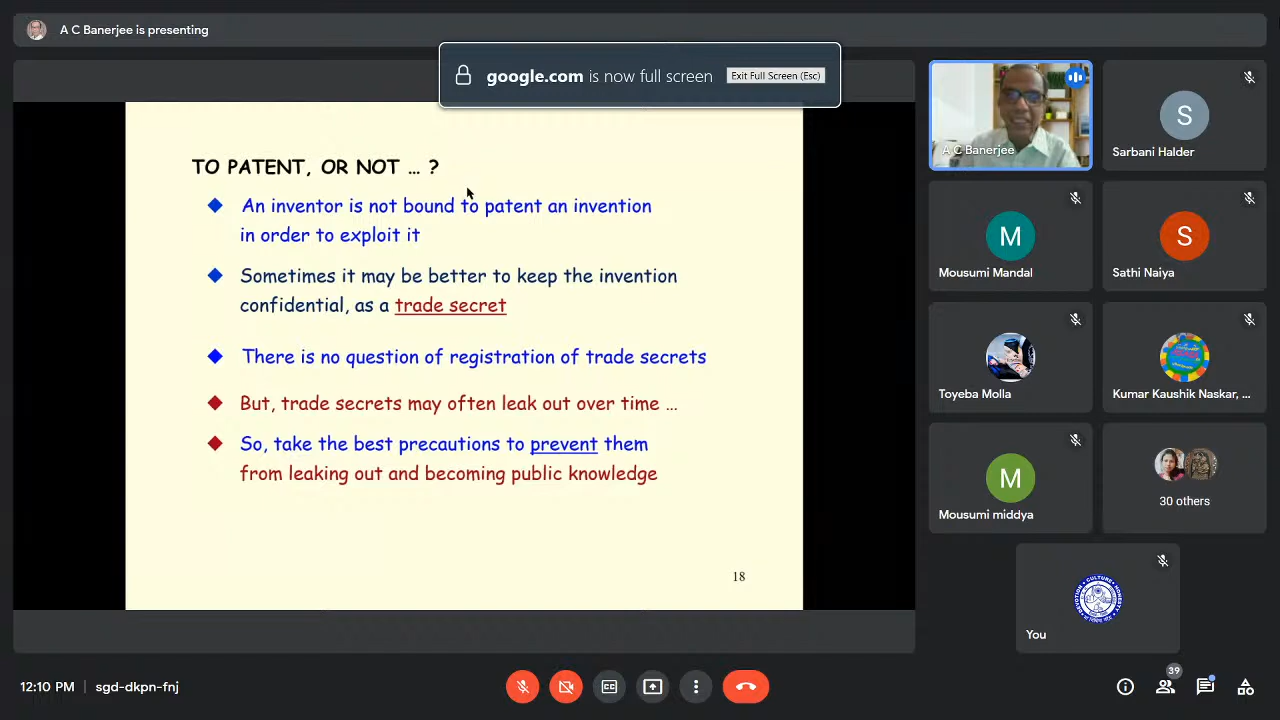 A C Banerjee is presenting
google.com is now full screen
Exit Full Screen (Esc)
TO PATENT, OR NOT … ?
An inventor is not bound to patent an invention
in order to exploit it
Sometimes it may be better to keep the invention
confidential, as a trade secret
There is no question of registration of trade secrets
But, trade secrets may often leak out over time …
So, take the best precautions to prevent them
from leaking out and becoming public knowledge
18
A C Banerjee
S
Sarbani Halder
M
Mousumi Mandal
S
Sathi Naiya
Toyeba Molla
Kumar Kaushik Naskar, ...
M
Mousumi middya
30 others
You
12:10 PM | sgd-dkpn-fnj
CC
39